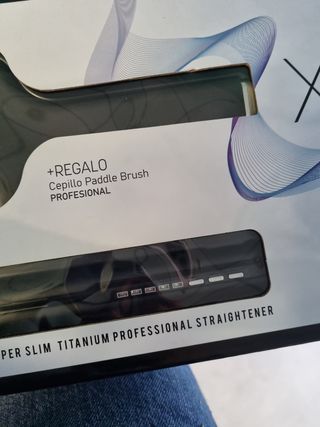 +REGALO
Cepillo Paddle Brush
PROFESIONAL
PER SLIM TITANIUM PROFESSIONAL STRAIGHTENER